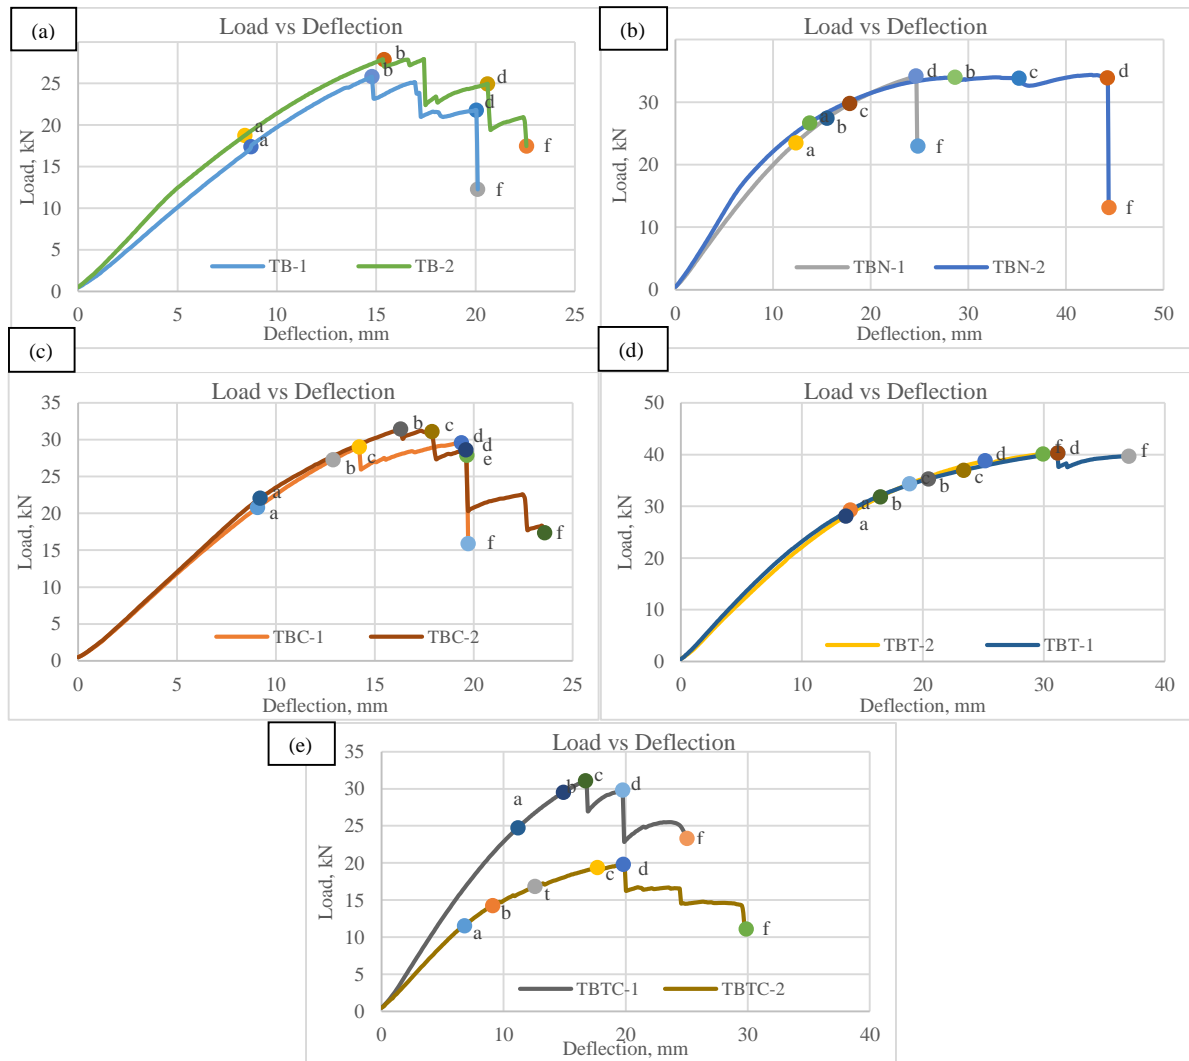 (a)
Load vs Deflection
Load, kN
30
25
20
15
10
5
0
a
a
b
b
d
d
f
f
TB-1 TB-2
0 5 10 15 20 25
Deflection, mm
(b)
Load vs Deflection
Load, kN
40
30
20
10
0
a
a
b
c
d
b
c
d
f
f
TBN-1 TBN-2
0 10 20 30 40 50
Deflection, mm
(c)
Load vs Deflection
Load, kN
35
30
25
20
15
10
5
0
a
a
b
c
b
c
d
d
e
f
f
TBC-1 TBC-2
0 5 10 15 20 25
Deflection, mm
(d)
Load vs Deflection
Load, kN
50
40
30
20
10
0
a
a
b
b
c
d
f
d
f
TBT-2 TBT-1
0 10 20 30 40
Deflection, mm
(e)
Load vs Deflection
Load, kN
35
30
25
20
15
10
5
0
a
b
c
d
f
a
b
t
c
d
f
TBTC-1 TBTC-2
0 10 20 30 40
Deflection, mm